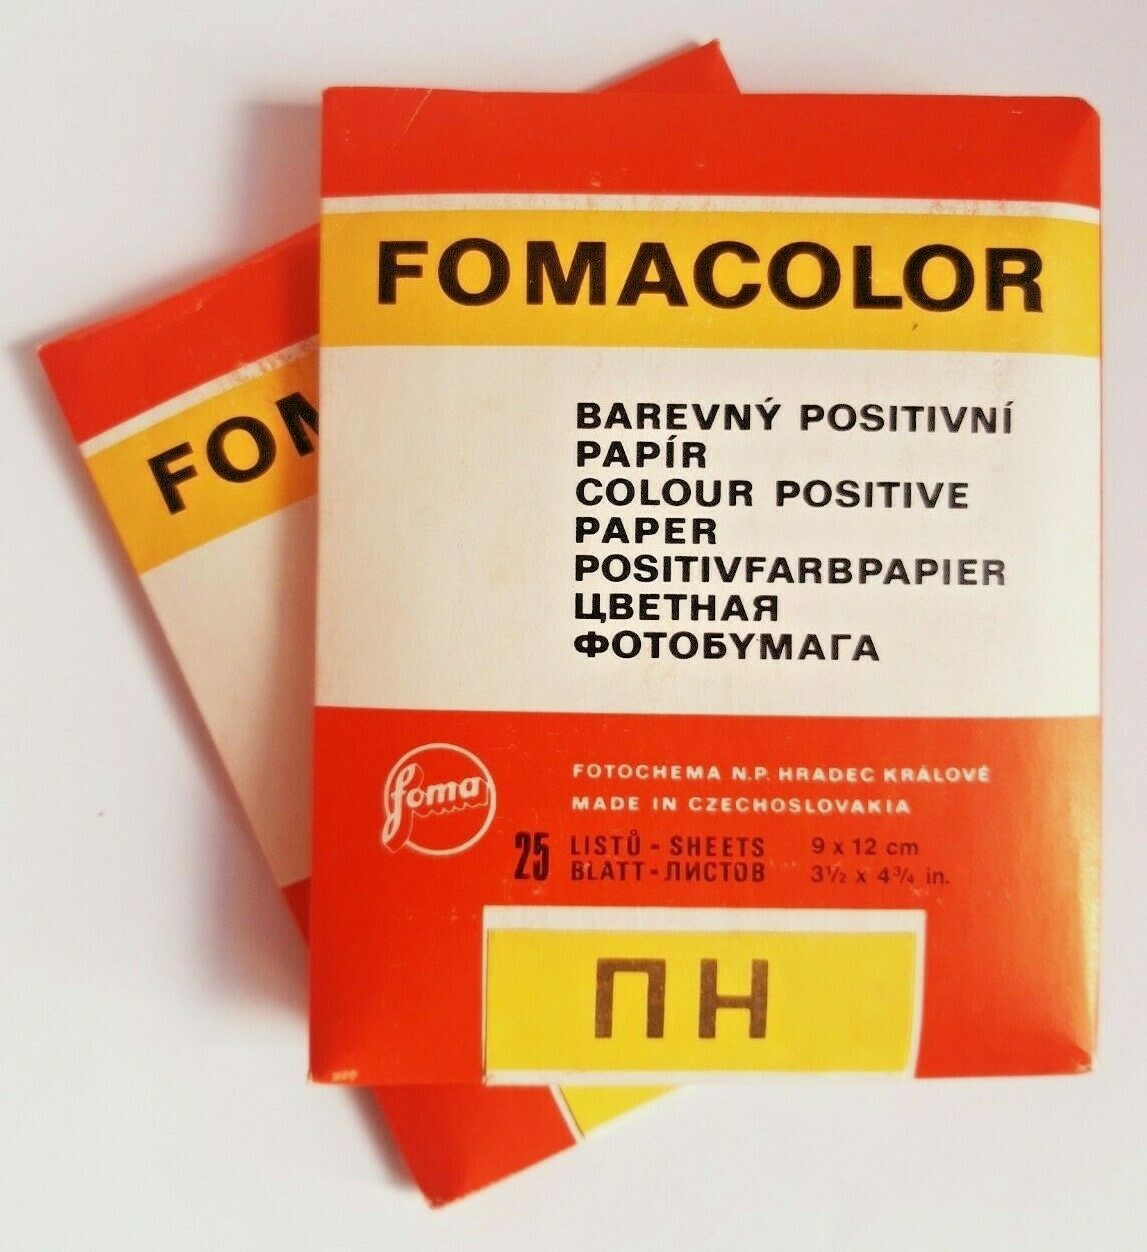 FOMACOLOR
BAREVNÝ POSITIVNÍ
PAPÍR
COLOUR POSITIVE
PAPER
POSITIVFARBPAPIER
ЦВЕТНАЯ
ФОТОБУМАГА
foma
FOTOCHEMA N.P. HRADEC KRÁLOVÉ
MADE IN CZECHOSLOVAKIA
25 LISTŮ - SHEETS 9 x 12 cm
BLATT - ЛИСТОВ 3½ x 4¾ in.
ПН
FOM